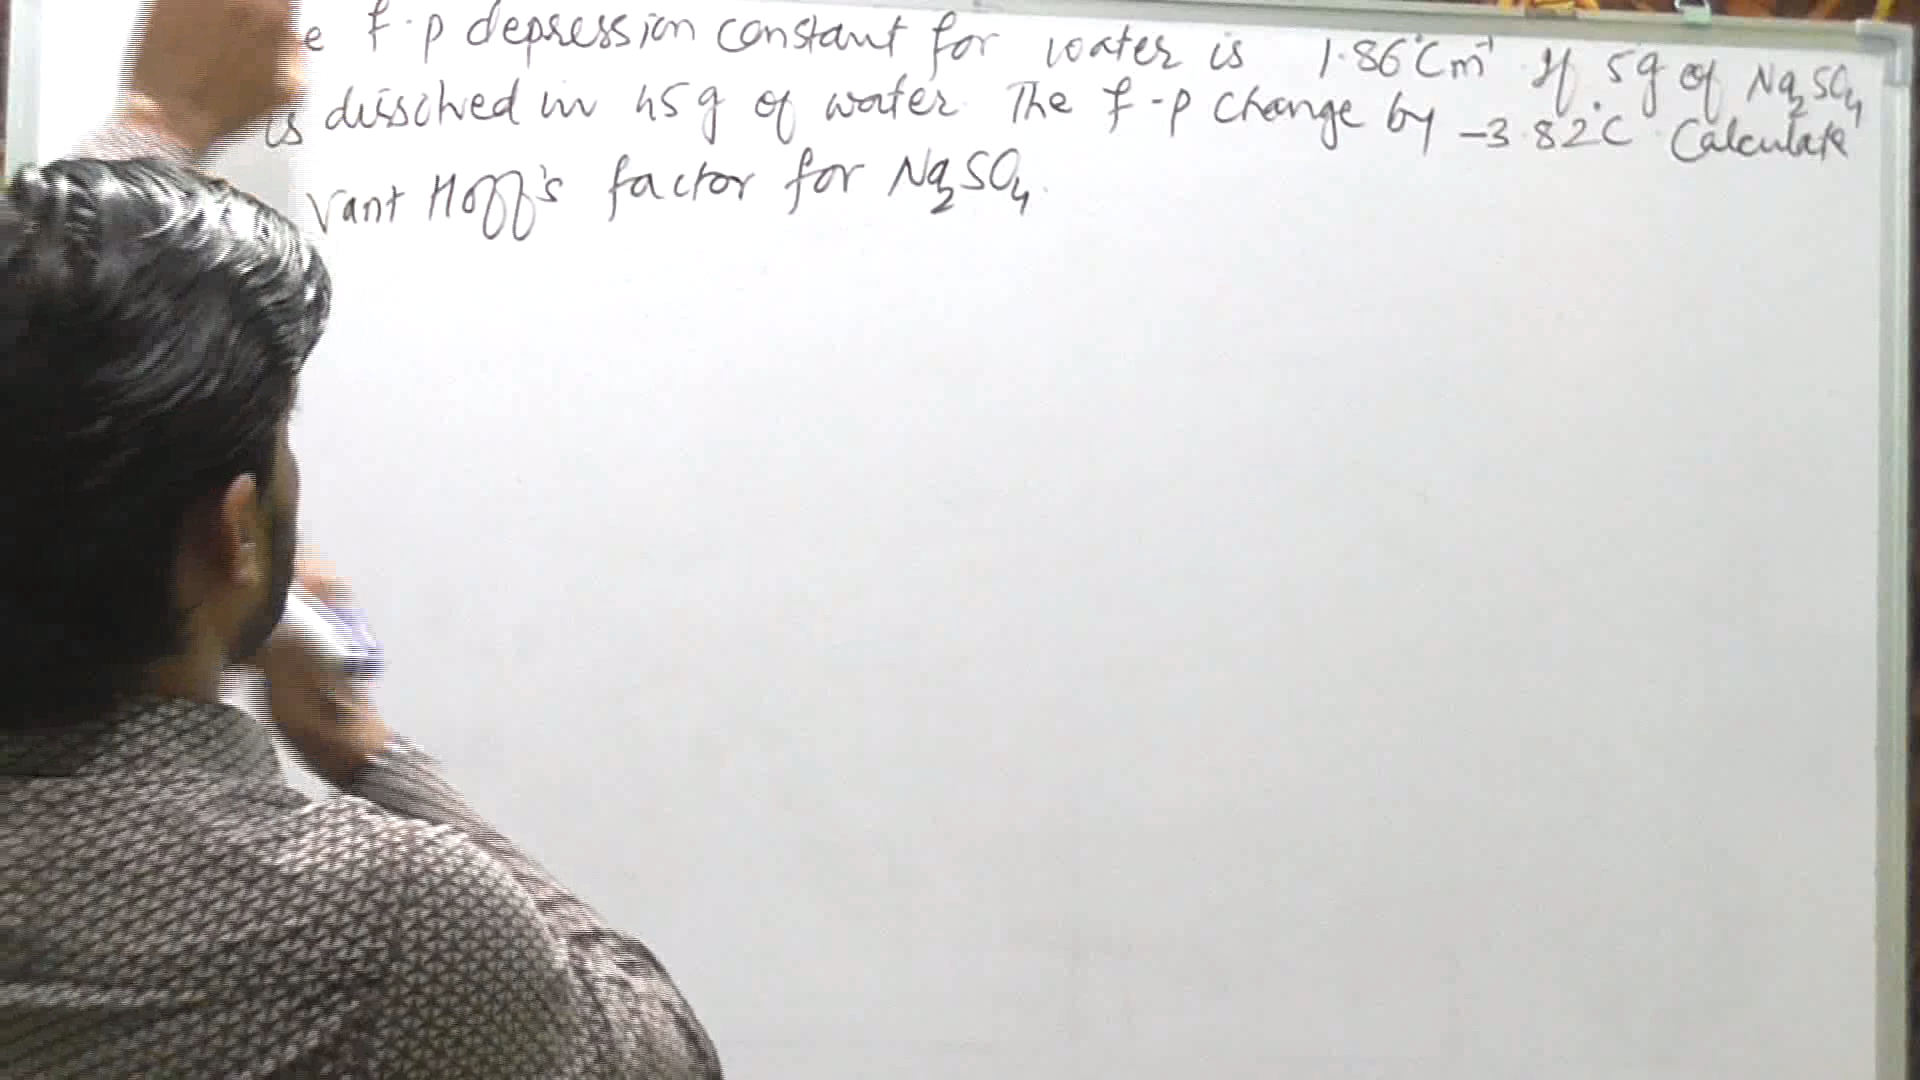 e f.p depression constant for water is 1.86°Cm⁻¹ If 5g of Na₂SO₄
is dissolved in 45g of water. The f-p change by -3.82°C Calculate
Vant Hoff's factor for Na₂SO₄.